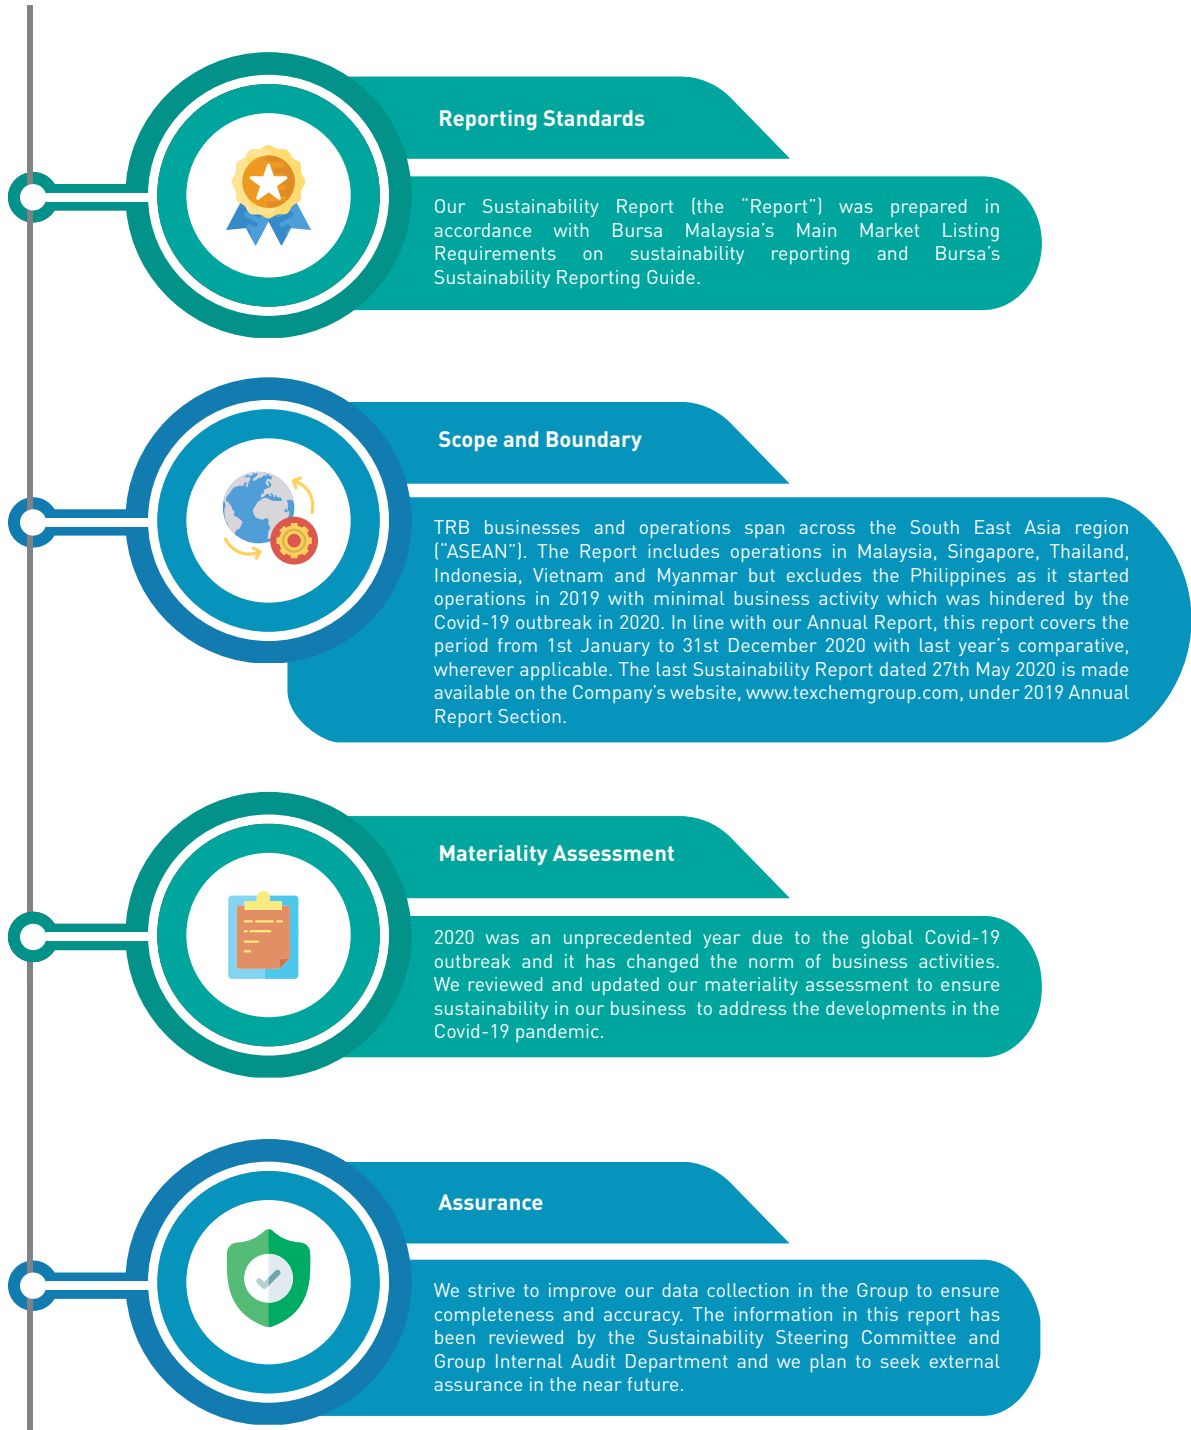 Reporting Standards
Our Sustainability Report (the “Report”) was prepared in
accordance with Bursa Malaysia’s Main Market Listing
Requirements on sustainability reporting and Bursa’s
Sustainability Reporting Guide.
Scope and Boundary
TRB businesses and operations span across the South East Asia region
(“ASEAN”). The Report includes operations in Malaysia, Singapore, Thailand,
Indonesia, Vietnam and Myanmar but excludes the Philippines as it started
operations in 2019 with minimal business activity which was hindered by the
Covid-19 outbreak in 2020. In line with our Annual Report, this report covers the
period from 1st January to 31st December 2020 with last year’s comparative,
wherever applicable. The last Sustainability Report dated 27th May 2020 is made
available on the Company’s website, www.texchemgroup.com, under 2019 Annual
Report Section.
Materiality Assessment
2020 was an unprecedented year due to the global Covid-19
outbreak and it has changed the norm of business activities.
We reviewed and updated our materiality assessment to ensure
sustainability in our business to address the developments in the
Covid-19 pandemic.
Assurance
We strive to improve our data collection in the Group to ensure
completeness and accuracy. The information in this report has
been reviewed by the Sustainability Steering Committee and
Group Internal Audit Department and we plan to seek external
assurance in the near future.